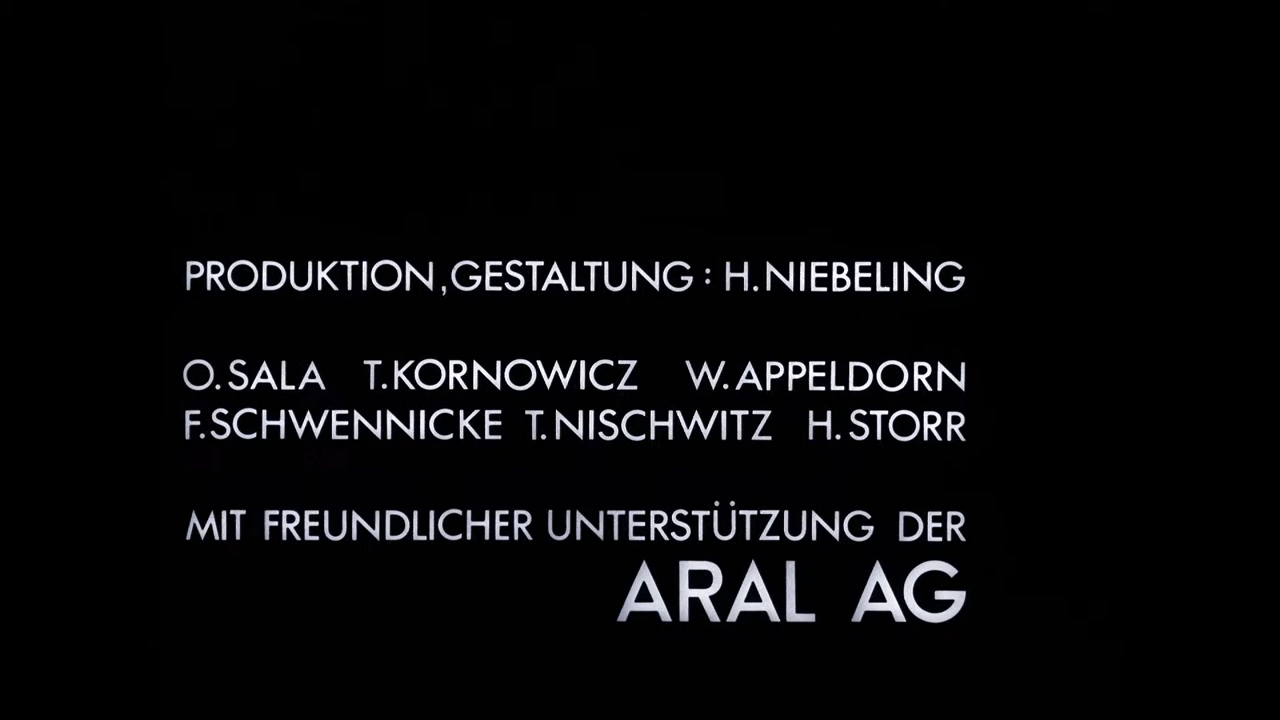 PRODUKTION, GESTALTUNG : H. NIEBELING
O. SALA T. KORNOWICZ W. APPELDORN
F. SCHWENNICKE T. NISCHWITZ H. STORR
MIT FREUNDLICHER UNTERSTÜTZUNG DER
ARAL AG